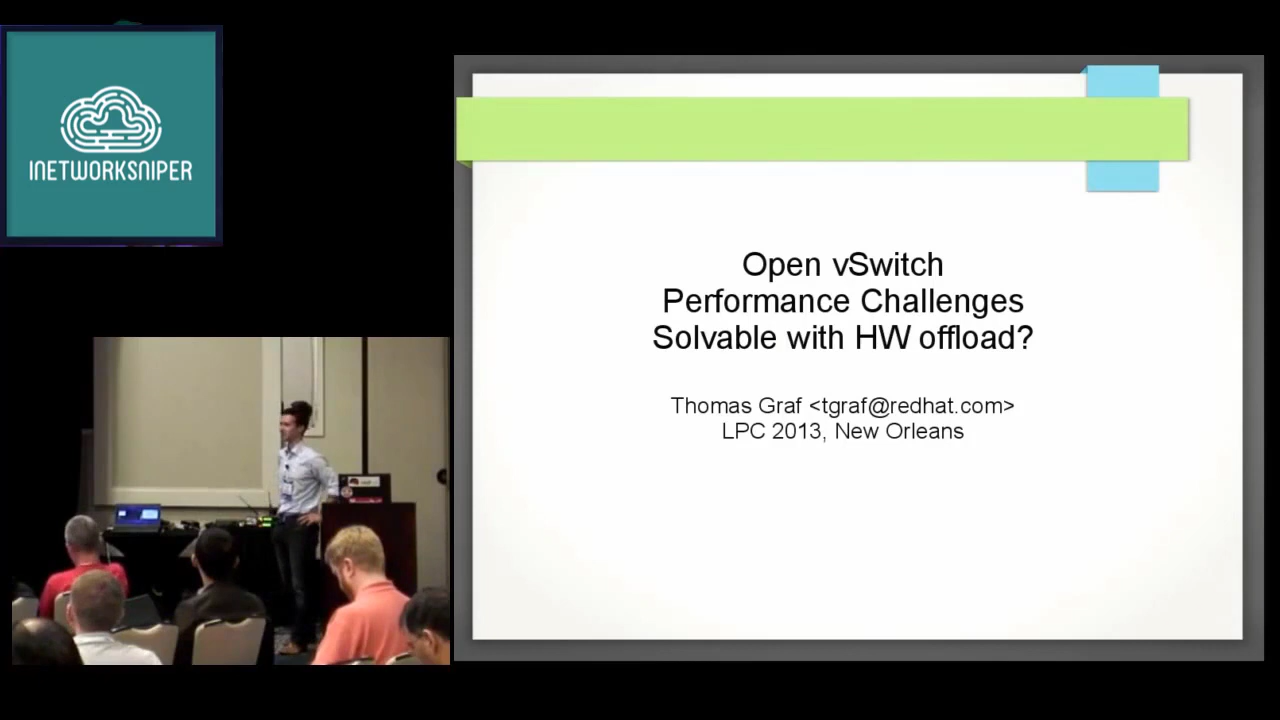 INETWORKSNIPER
Open vSwitch
Performance Challenges
Solvable with HW offload?
Thomas Graf <tgraf@redhat.com>
LPC 2013, New Orleans